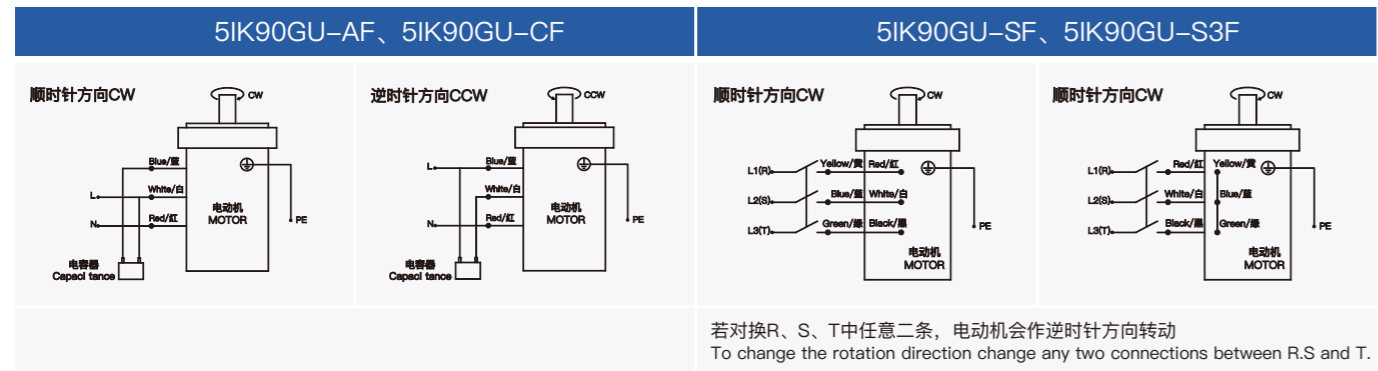 5IK90GU-AF、5IK90GU-CF
5IK90GU-SF、5IK90GU-S3F
顺时针方向CW
CW
Blue/蓝
L
White/白
N
Red/红
电动机
MOTOR
PE
电容器
Capaci tance
逆时针方向CCW
CCW
L
Blue/蓝
White/白
N
Red/红
电动机
MOTOR
PE
电容器
Capaci tance
顺时针方向CW
CW
L1(R)
Yellow/黄
Red/红
L2(S)
Blue/蓝
White/白
L3(T)
Green/绿
Black/黑
PE
电动机
MOTOR
顺时针方向CW
CW
L1(R)
Red/红
Yellow/黄
L2(S)
White/白
Blue/蓝
L3(T)
Black/黑
Green/绿
PE
电动机
MOTOR
若对换R、S、T中任意二条，电动机会作逆时针方向转动
To change the rotation direction change any two connections between R.S and T.